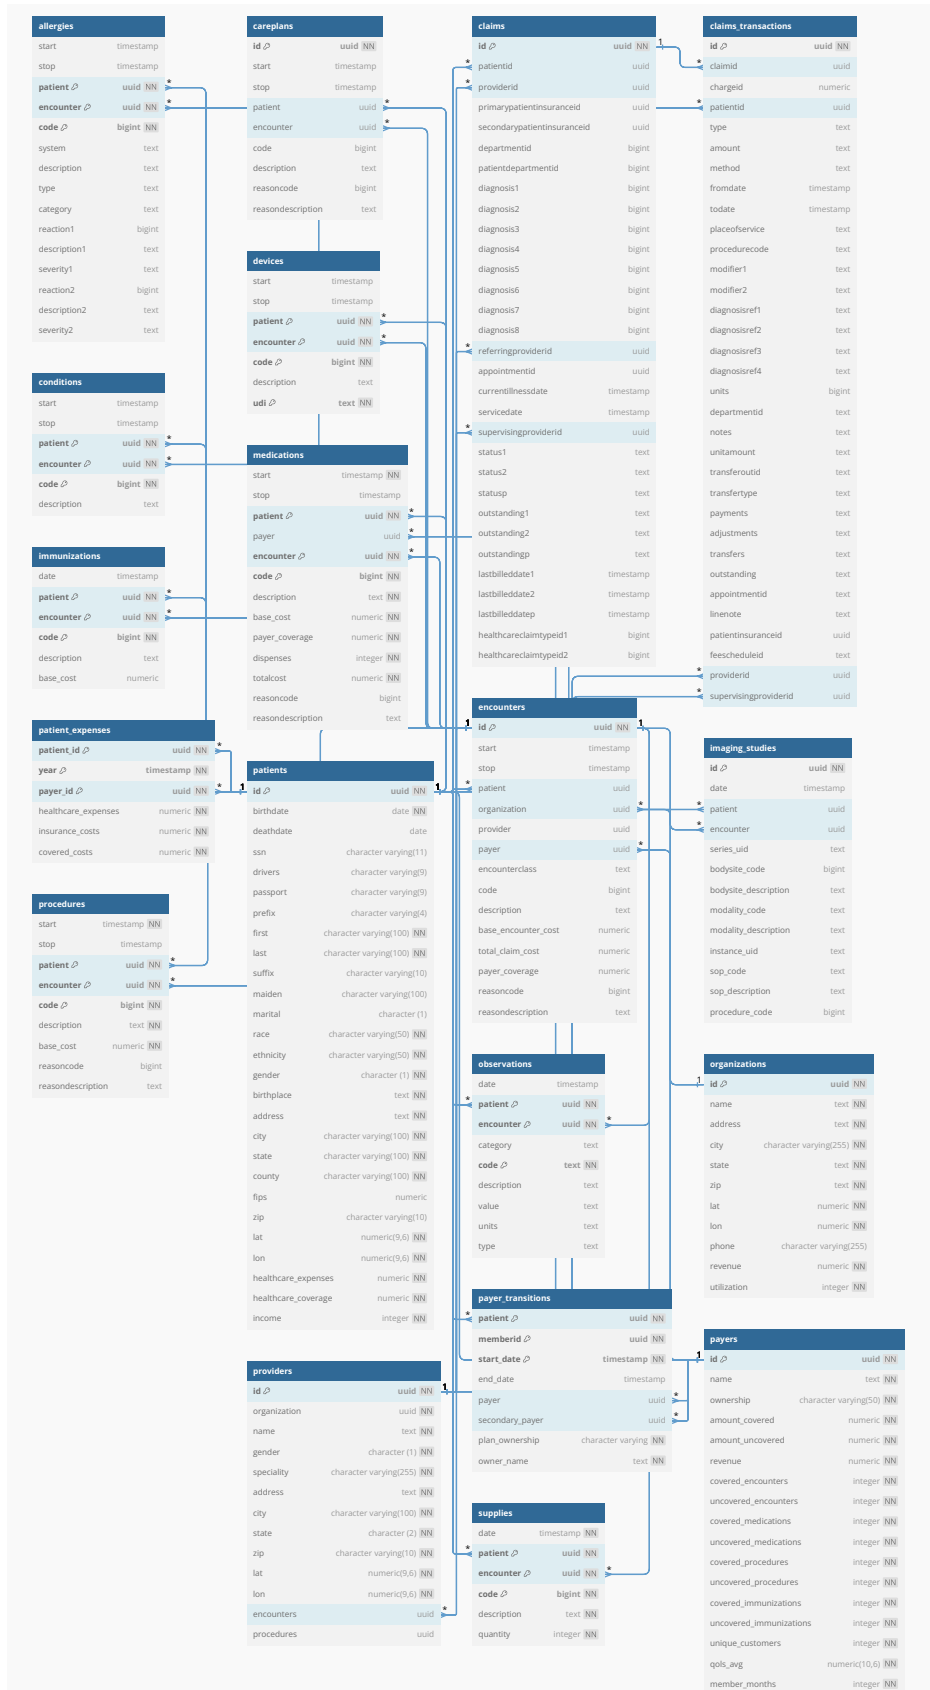 allergies
start timestamp
stop timestamp
patient uuid NN *
encounter uuid NN *
code bigint NN
system text
description text
type text
category text
reaction1 bigint
description1 text
severity1 text
reaction2 bigint
description2 text
severity2 text
conditions
start timestamp
stop timestamp
patient uuid NN *
encounter uuid NN *
code bigint NN
description text
immunizations
date timestamp
patient uuid NN *
encounter uuid NN *
code bigint NN
description text
base_cost numeric
patient_expenses
patient_id uuid NN *
year timestamp NN
payer_id uuid NN * 1
healthcare_expenses numeric NN
insurance_costs numeric NN
covered_costs numeric NN
procedures
start timestamp NN
stop timestamp
patient uuid NN *
encounter uuid NN *
code bigint NN
description text NN
base_cost numeric NN
reasoncode bigint
reasondescription text
careplans
id uuid NN
start timestamp
stop timestamp
patient uuid *
encounter uuid *
code bigint
description text
reasoncode bigint
reasondescription text
devices
start timestamp
stop timestamp
patient uuid NN *
encounter uuid NN *
code bigint NN
description text
udi text NN
medications
start timestamp NN
stop timestamp
patient uuid NN *
payer uuid NN *
encounter uuid NN *
code bigint NN
description text NN
base_cost numeric NN
payer_coverage numeric NN
dispenses integer NN
totalcost numeric NN
reasoncode bigint
reasondescription text
patients
id uuid NN 1
birthdate date NN
deathdate date
ssn character varying(11)
drivers character varying(9)
passport character varying(9)
prefix character varying(4)
first character varying(100) NN
last character varying(100) NN
suffix character varying(10)
maiden character varying(100)
marital character (1)
race character varying(50) NN
ethnicity character varying(50) NN
gender character (1) NN
birthplace text NN
address text NN
city character varying(100) NN
state character varying(100) NN
county character varying(100) NN
fips numeric
zip character varying(10)
lat numeric(9,6) NN
lon numeric(9,6) NN
healthcare_expenses numeric NN
healthcare_coverage numeric NN
income integer NN
providers
id uuid NN 1
organization uuid NN
name text NN
gender character (1) NN
speciality character varying(255) NN
address text NN
city character varying(100) NN
state character (2) NN
zip character varying(10) NN
lat numeric(9,6) NN
lon numeric(9,6) NN
encounters uuid *
procedures uuid
claims
id uuid NN 1
* patientid uuid
* providerid uuid
primarypatientinsuranceid uuid
secondarypatientinsuranceid uuid
departmentid bigint
patientdepartmentid bigint
diagnosis1 bigint
diagnosis2 bigint
diagnosis3 bigint
diagnosis4 bigint
diagnosis5 bigint
diagnosis6 bigint
diagnosis7 bigint
diagnosis8 bigint
* referringproviderid uuid
appointmentid uuid
currentillnessdate timestamp
servicedate timestamp
* supervisingproviderid uuid
status1 text
status2 text
statusp text
outstanding1 text
outstanding2 text
outstandingp text
lastbilleddate1 timestamp
lastbilleddate2 timestamp
lastbilleddatep timestamp
healthcareclaimtypeid1 bigint
healthcareclaimtypeid2 bigint
encounters
1 id uuid NN 1
start timestamp
stop timestamp
* patient uuid
organization uuid *
provider uuid
payer uuid *
encounterclass text
code bigint
description text
base_encounter_cost numeric
total_claim_cost numeric
payer_coverage numeric
reasoncode bigint
reasondescription text
observations
date timestamp
* patient uuid NN
encounter uuid NN *
category text
code text NN
description text
value text
units text
type text
payer_transitions
* patient uuid NN
memberid uuid NN
start_date timestamp NN
end_date timestamp
payer uuid *
secondary_payer uuid *
plan_ownership character varying NN
owner_name text NN
supplies
date timestamp NN
* patient uuid NN
encounter uuid NN *
code bigint NN
description text NN
quantity integer NN
claims_transactions
id uuid NN
* claimid uuid
chargeid numeric
* patientid uuid
type text
amount text
method text
fromdate timestamp
todate timestamp
placeofservice text
procedurecode text
modifier1 text
modifier2 text
diagnosisref1 text
diagnosisref2 text
diagnosisref3 text
diagnosisref4 text
units bigint
departmentid text
notes text
unitamount text
transferoutid text
transfertype text
payments text
adjustments text
transfers text
outstanding text
appointmentid text
linenote text
patientinsuranceid uuid
feescheduleid text
* providerid uuid
* supervisingproviderid uuid
imaging_studies
id uuid NN
date timestamp
* patient uuid
* encounter uuid
series_uid text
bodysite_code bigint
bodysite_description text
modality_code text
modality_description text
instance_uid text
sop_code text
sop_description text
procedure_code bigint
organizations
1 id uuid NN
name text NN
address text NN
city character varying(255) NN
state text NN
zip text NN
lat numeric NN
lon numeric NN
phone character varying(255)
revenue numeric NN
utilization integer NN
payers
1 id uuid NN
name text NN
ownership character varying(50) NN
amount_covered numeric NN
amount_uncovered numeric NN
revenue numeric NN
covered_encounters integer NN
uncovered_encounters integer NN
covered_medications integer NN
uncovered_medications integer NN
covered_procedures integer NN
uncovered_procedures integer NN
covered_immunizations integer NN
uncovered_immunizations integer NN
unique_customers integer NN
qols_avg numeric(10,6) NN
member_months integer NN